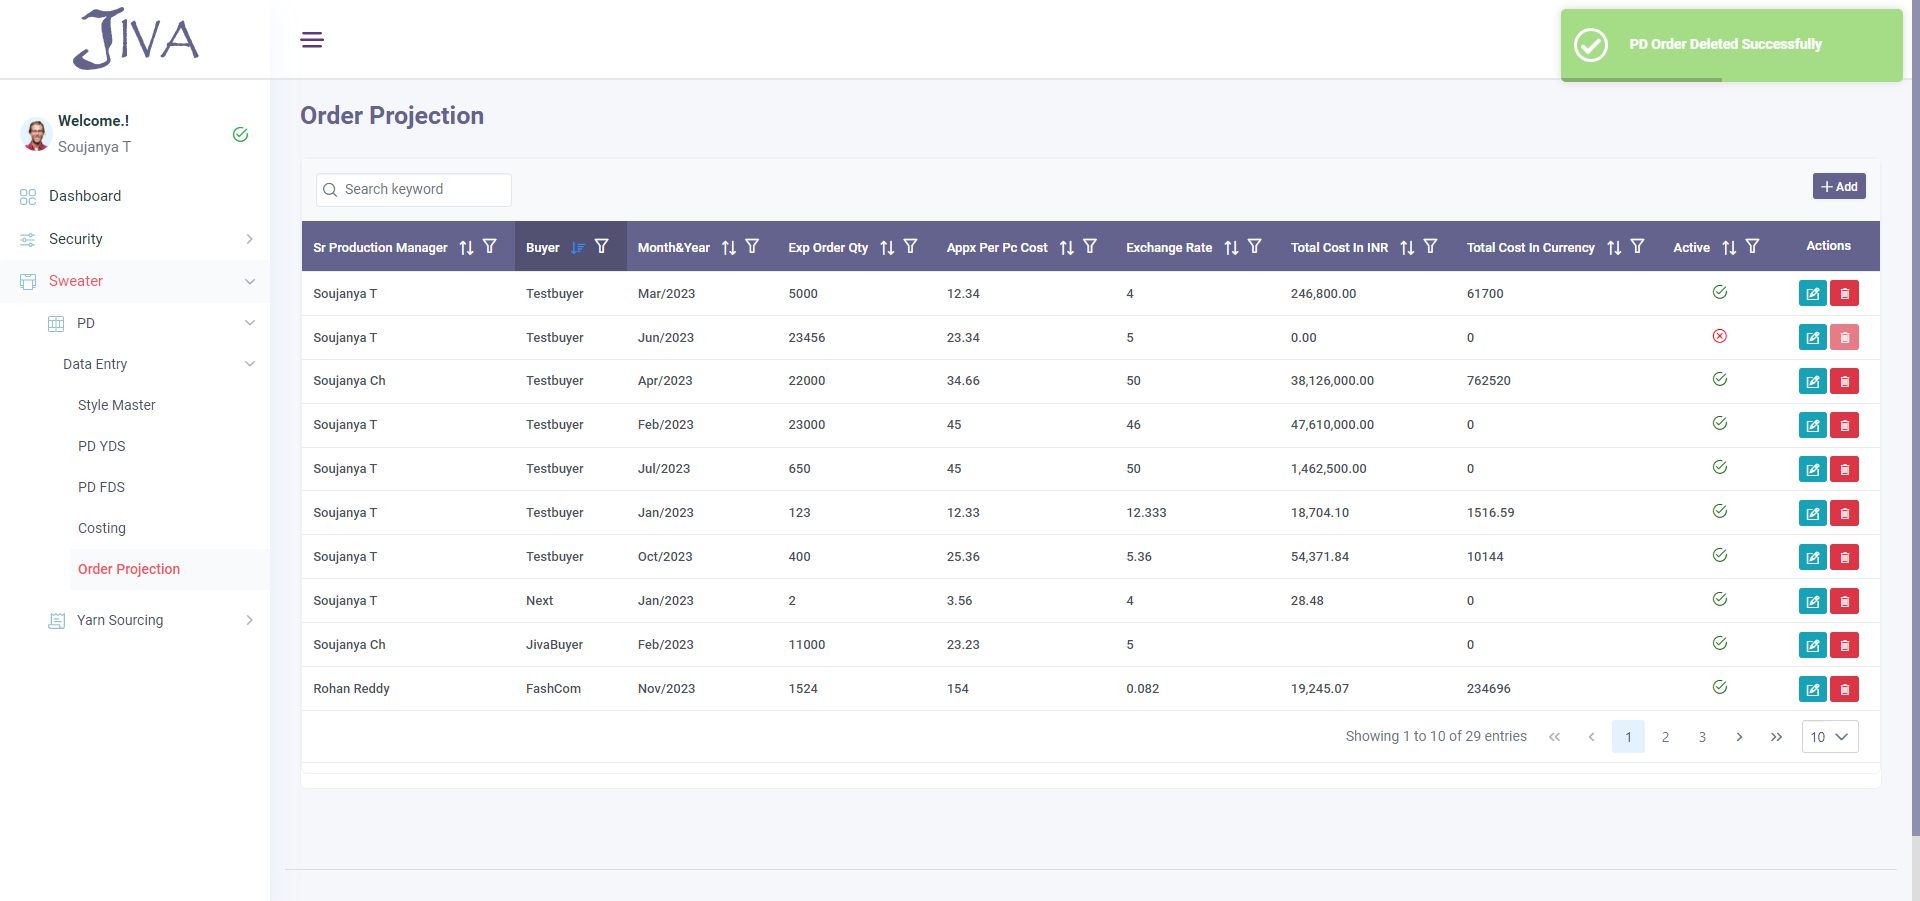 JIVA
PD Order Deleted Successfully
Welcome.!
Soujanya T
Dashboard
Security
Sweater
PD
Data Entry
Style Master
PD YDS
PD FDS
Costing
Order Projection
Yarn Sourcing
Order Projection
Search keyword
+ Add
Sr Production Manager Buyer Month&Year Exp Order Qty Appx Per Pc Cost Exchange Rate Total Cost In INR Total Cost In Currency Active Actions
Soujanya T Testbuyer Mar/2023 5000 12.34 4 246,800.00 61700
Soujanya T Testbuyer Jun/2023 23456 23.34 5 0.00 0
Soujanya Ch Testbuyer Apr/2023 22000 34.66 50 38,126,000.00 762520
Soujanya T Testbuyer Feb/2023 23000 45 46 47,610,000.00 0
Soujanya T Testbuyer Jul/2023 650 45 50 1,462,500.00 0
Soujanya T Testbuyer Jan/2023 123 12.33 12.333 18,704.10 1516.59
Soujanya T Testbuyer Oct/2023 400 25.36 5.36 54,371.84 10144
Soujanya T Next Jan/2023 2 3.56 4 28.48 0
Soujanya Ch JivaBuyer Feb/2023 11000 23.23 5 0
Rohan Reddy FashCom Nov/2023 1524 154 0.082 19,245.07 234696
Showing 1 to 10 of 29 entries << < 1 2 3 > >> 10